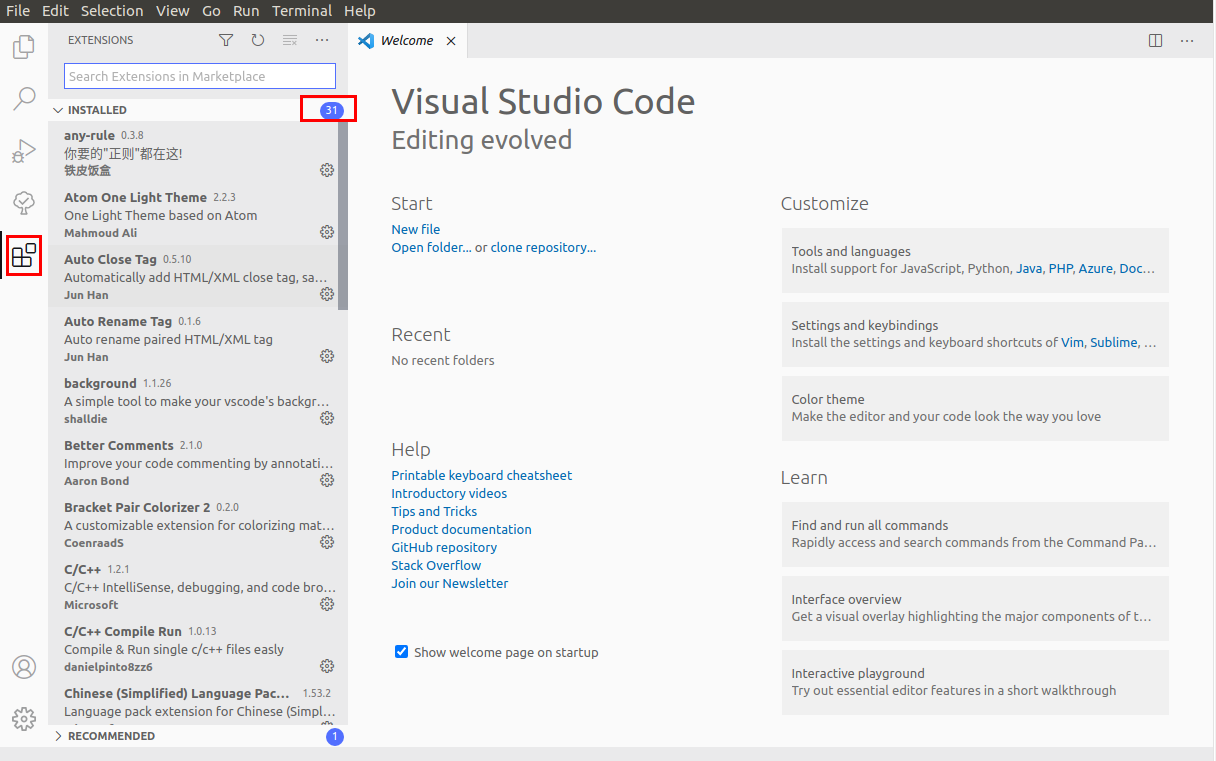 File Edit Selection View Go Run Terminal Help
EXTENSIONS
Search Extensions in Marketplace
INSTALLED 31
any-rule 0.3.8
你要的"正则"都在这!
铁皮饭盒
Atom One Light Theme 2.2.3
One Light Theme based on Atom
Mahmoud Ali
Auto Close Tag 0.5.10
Automatically add HTML/XML close tag, sa...
Jun Han
Auto Rename Tag 0.1.6
Auto rename paired HTML/XML tag
Jun Han
background 1.1.26
A simple tool to make your vscode's backgr...
shalldie
Better Comments 2.1.0
Improve your code commenting by annotati...
Aaron Bond
Bracket Pair Colorizer 2 0.2.0
A customizable extension for colorizing mat...
CoenraadS
C/C++ 1.2.1
C/C++ IntelliSense, debugging, and code bro...
Microsoft
C/C++ Compile Run 1.0.13
Compile & Run single c/c++ files easly
danielpinto8zz6
Chinese (Simplified) Language Pac... 1.53.2
Language pack extension for Chinese (Simpl...
RECOMMENDED 1
Welcome
Visual Studio Code
Editing evolved
Start
New file
Open folder... or clone repository...
Recent
No recent folders
Help
Printable keyboard cheatsheet
Introductory videos
Tips and Tricks
Product documentation
GitHub repository
Stack Overflow
Join our Newsletter
Show welcome page on startup
Customize
Tools and languages
Install support for JavaScript, Python, Java, PHP, Azure, Doc...
Settings and keybindings
Install the settings and keyboard shortcuts of Vim, Sublime, ...
Color theme
Make the editor and your code look the way you love
Learn
Find and run all commands
Rapidly access and search commands from the Command Pa...
Interface overview
Get a visual overlay highlighting the major components of t...
Interactive playground
Try out essential editor features in a short walkthrough